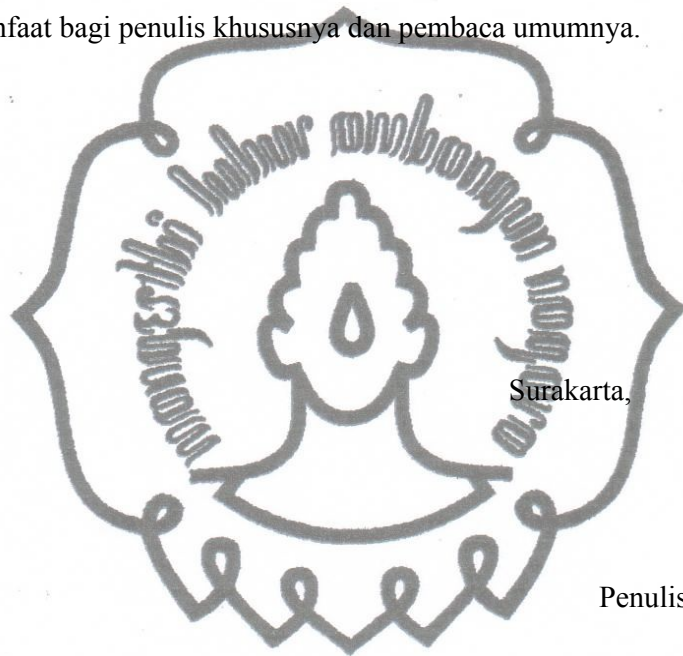 nfaat bagi penulis khususnya dan pembaca umumnya.
Surakarta,
Penulis